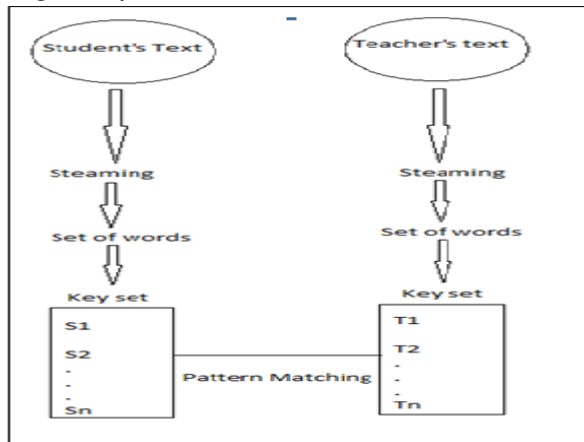 Student's Text
Teacher's text
Steaming
Steaming
Set of words
Set of words
Key set
Key set
S1
T1
S2
T2
Pattern Matching
Sn
Tn